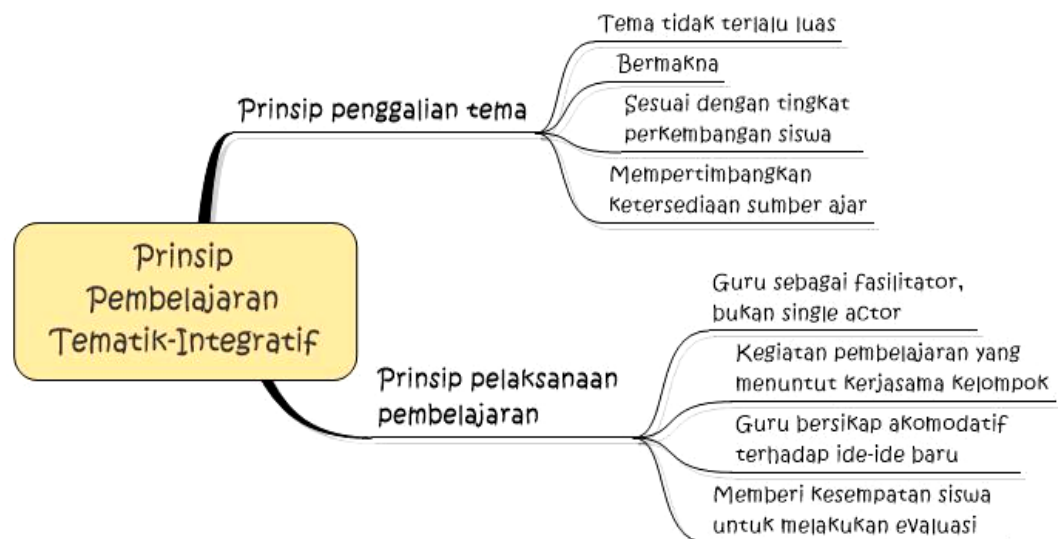 Prinsip
Pembelajaran
Tematik-Integratif
Prinsip penggalian tema
Tema tidak terlalu luas
Bermakna
Sesuai dengan tingkat
perkembangan siswa
Mempertimbangkan
ketersediaan sumber ajar
Prinsip pelaksanaan
pembelajaran
Guru sebagai fasilitator,
bukan single actor
Kegiatan pembelajaran yang
menuntut kerjasama kelompok
Guru bersikap akomodatif
terhadap ide-ide baru
Memberi kesempatan siswa
untuk melakukan evaluasi